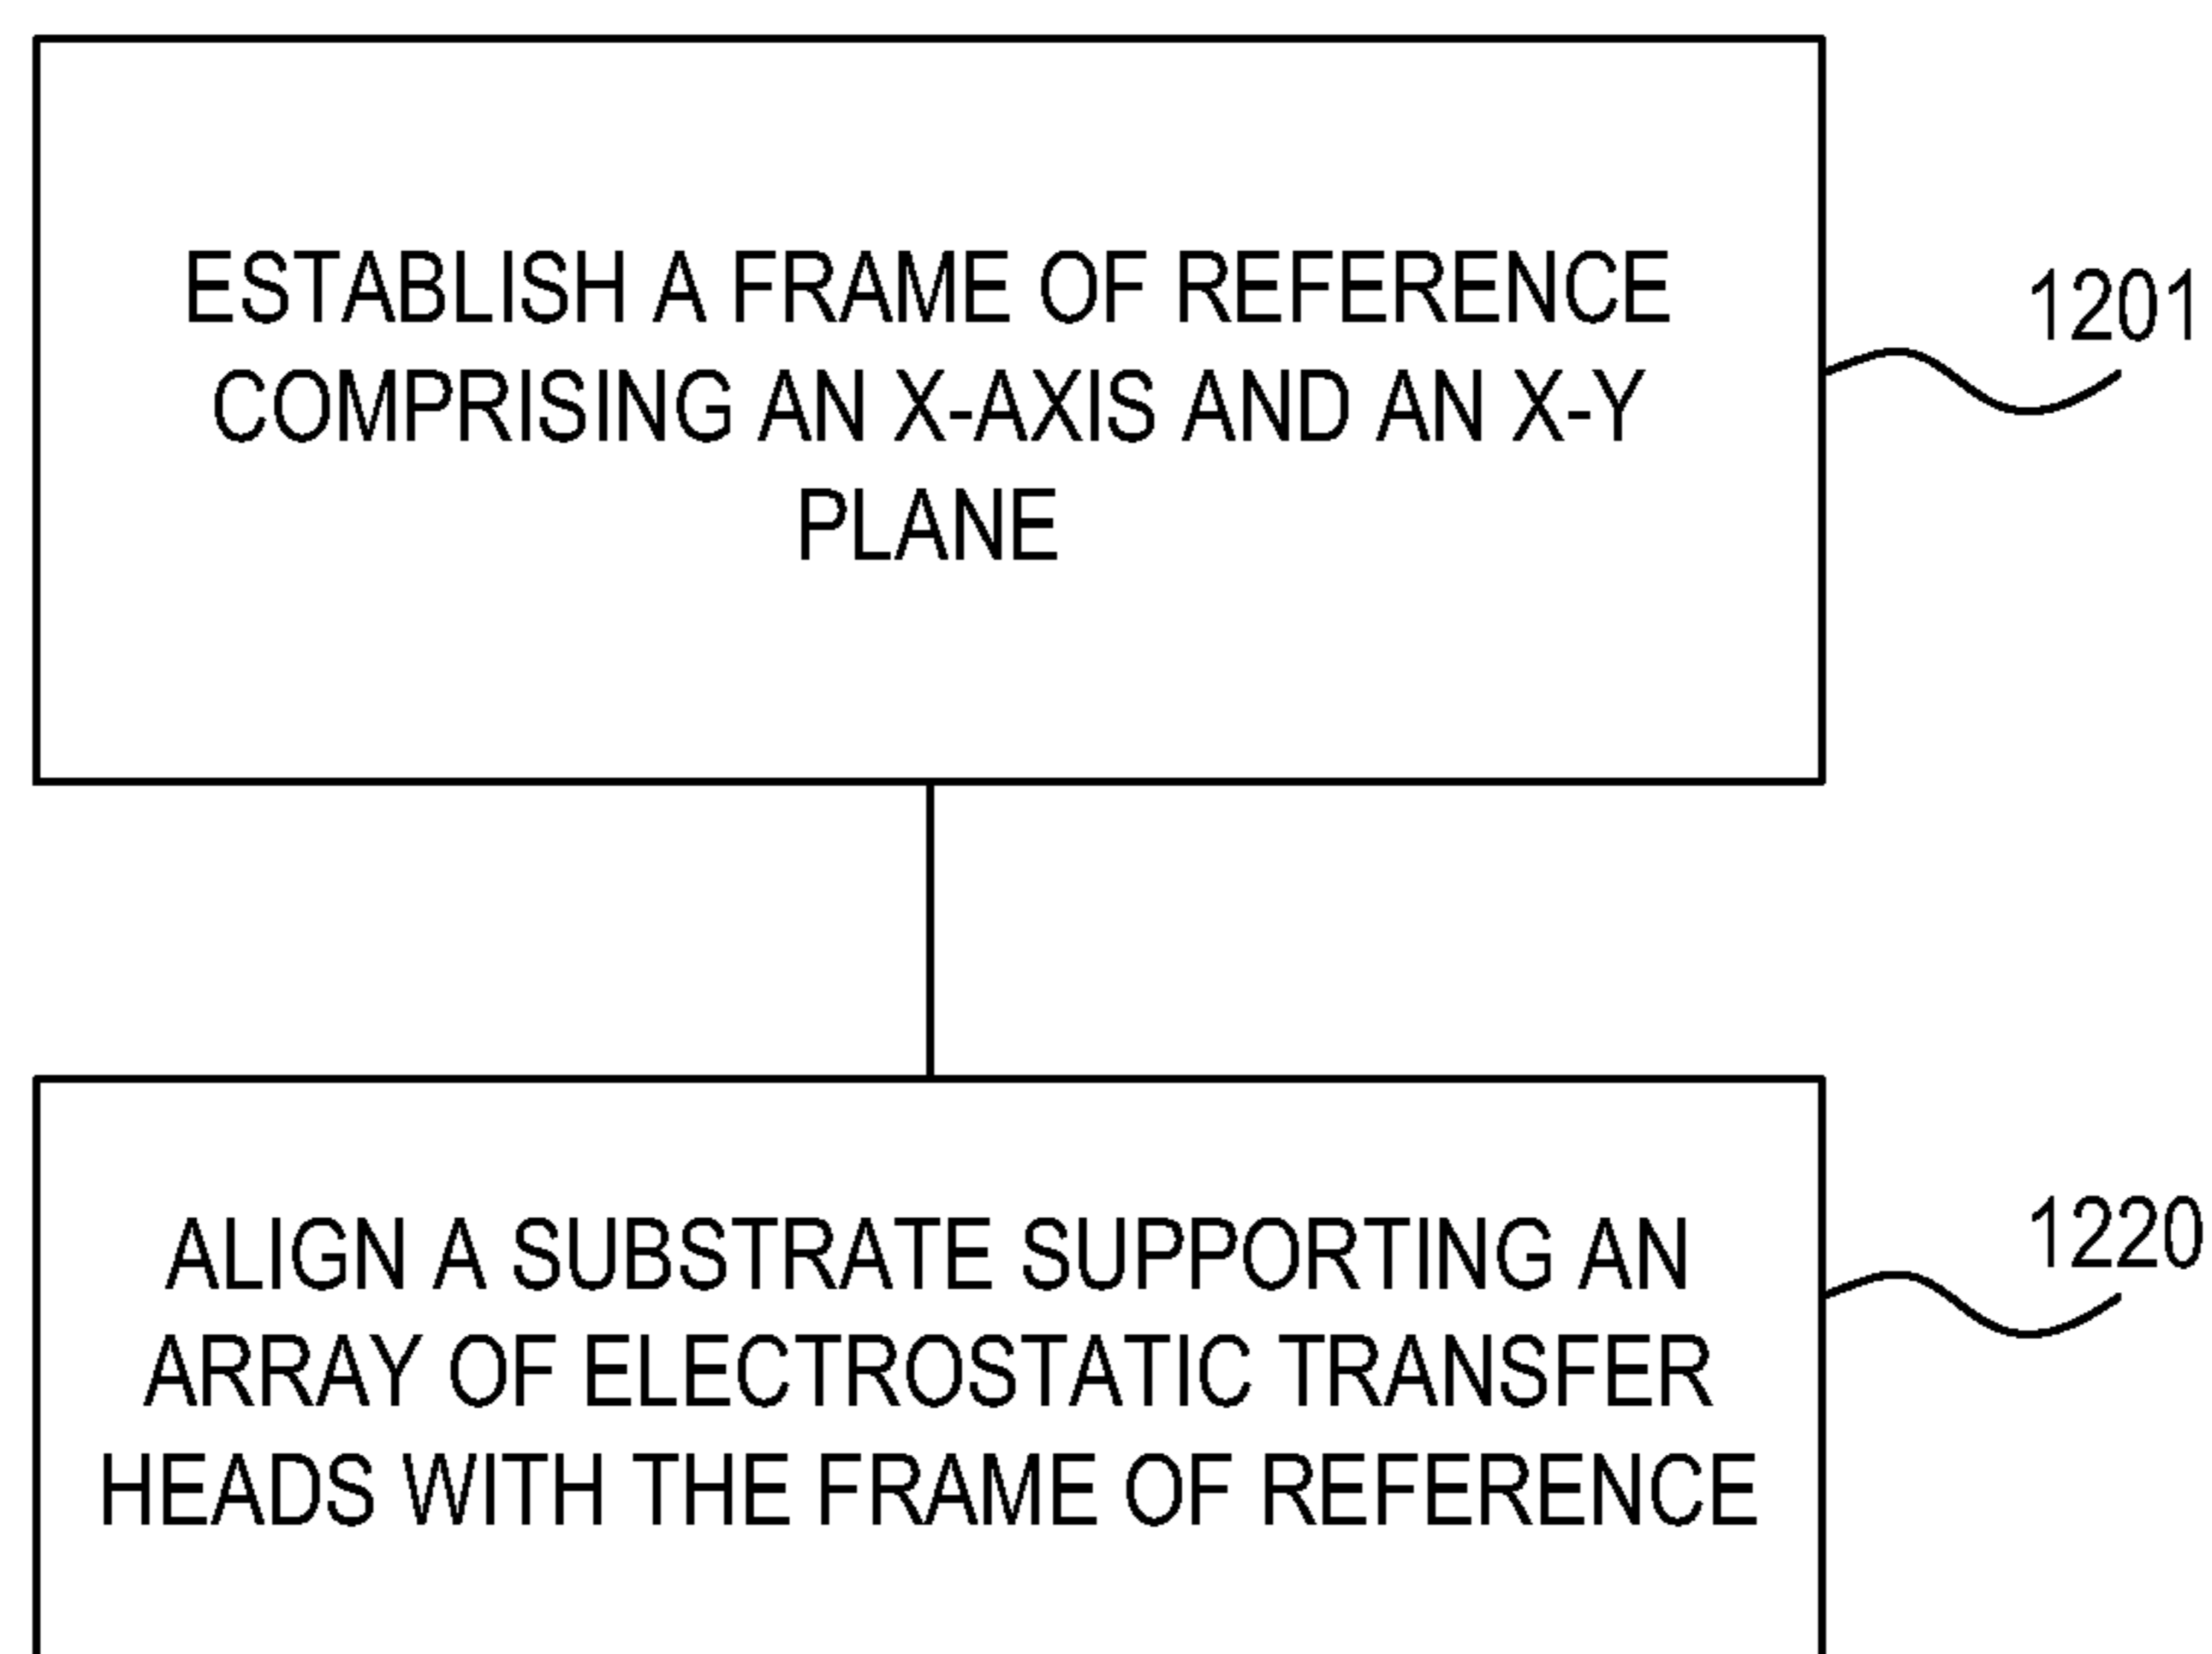 ESTABLISH A FRAME OF REFERENCE
COMPRISING AN X-AXIS AND AN X-Y
PLANE
1201
ALIGN A SUBSTRATE SUPPORTING AN
ARRAY OF ELECTROSTATIC TRANSFER
HEADS WITH THE FRAME OF REFERENCE
1220